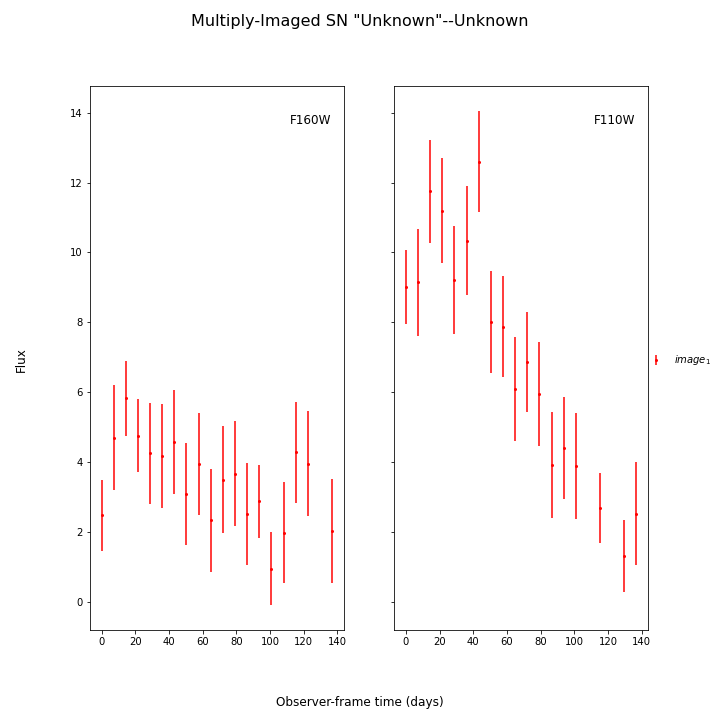 Multiply-Imaged SN "Unknown"--Unknown
F160W
F110W
14
12
10
8
6
4
2
0
Flux
0 20 40 60 80 100 120 140
0 20 40 60 80 100 120 140
image_1
Observer-frame time (days)